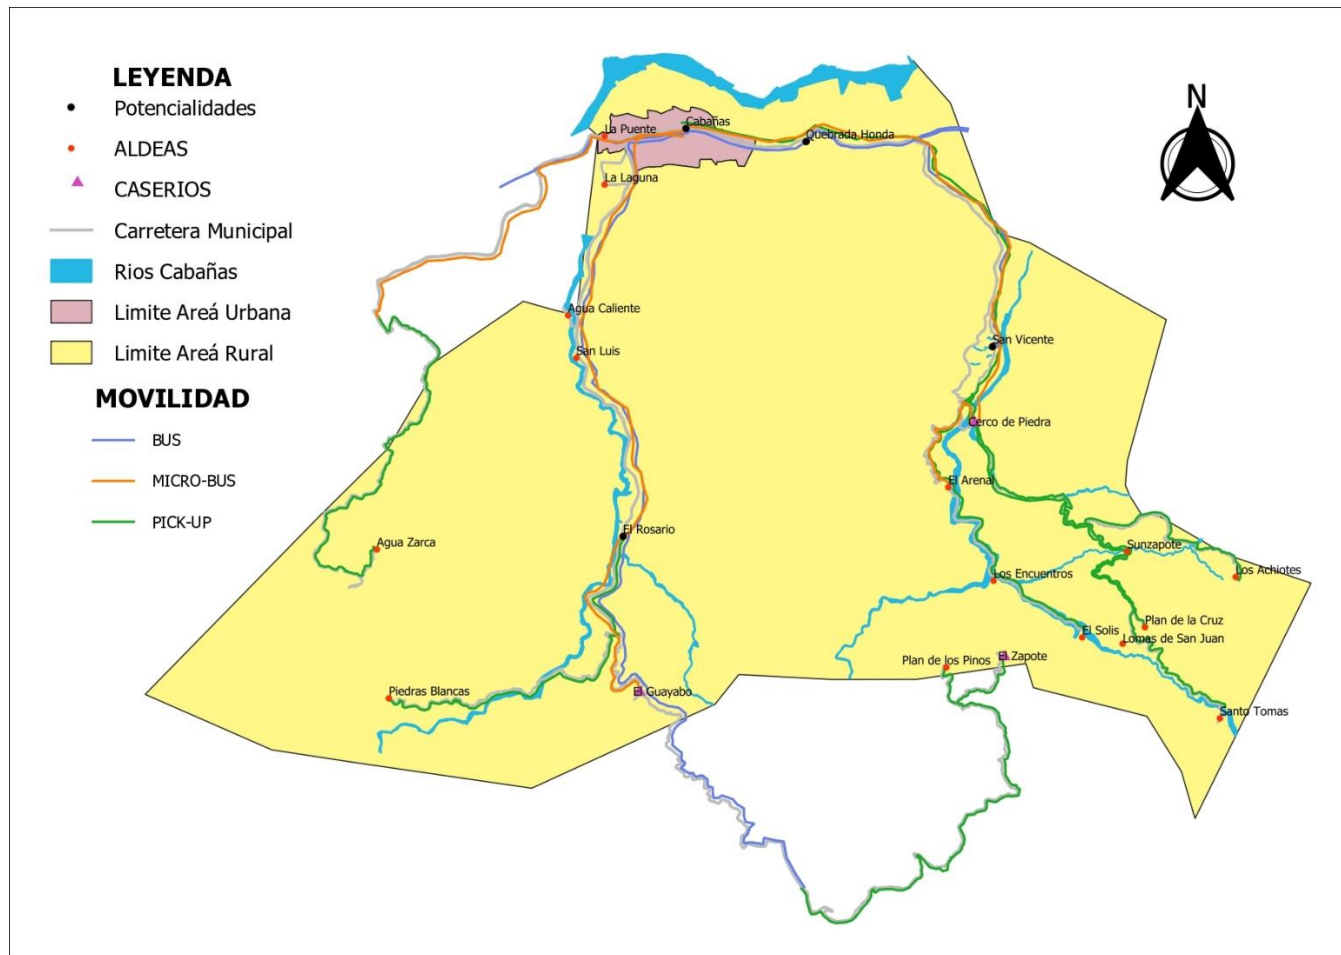 LEYENDA
Potencialidades
ALDEAS
CASERIOS
Carretera Municipal
Rios Cabañas
Limite Areá Urbana
Limite Areá Rural
MOVILIDAD
BUS
MICRO-BUS
PICK-UP
N
La Puente
Cabañas
Quebrada Honda
La Laguna
Agua Caliente
San Luis
San Vicente
Cerco de Piedra
El Arenal
El Rosario
Agua Zarca
Sunzapote
Los Encuentros
Los Achiotes
Plan de la Cruz
El Solis
Lomas de San Juan
Plan de los Pinos
El Zapote
Piedras Blancas
El Guayabo
Santo Tomas